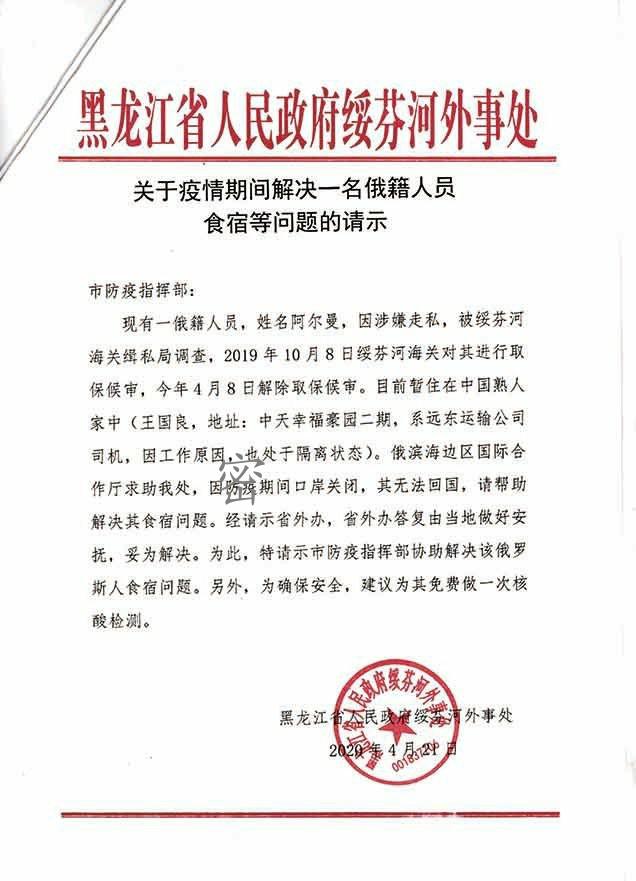 黑龙江省人民政府绥芬河外事处
关于疫情期间解决一名俄籍人员
食宿等问题的请示
市防疫指挥部：
现有一俄籍人员，姓名阿尔曼，因涉嫌走私，被绥芬河
海关缉私局调查，2019年10月8日绥芬河海关对其进行取
保候审，今年4月8日解除取保候审。目前暂住在中国熟人
家中（王国良，地址：中天幸福豪园二期，系远东运输公司
司机，因工作原因，也处于隔离状态）。俄滨海边区国际合
作厅求助我处，因防疫期间口岸关闭，其无法回国，请帮助
解决其食宿问题。经请示省外办，省外办答复由当地做好安
抚，妥为解决。为此，特请示市防疫指挥部协助解决该俄罗
斯人食宿问题。另外，为确保安全，建议为其免费做一次核
酸检测。
密
黑龙江省人民政府绥芬河外事处
2020年4月21日
黑龙江省人民政府绥芬河外事处